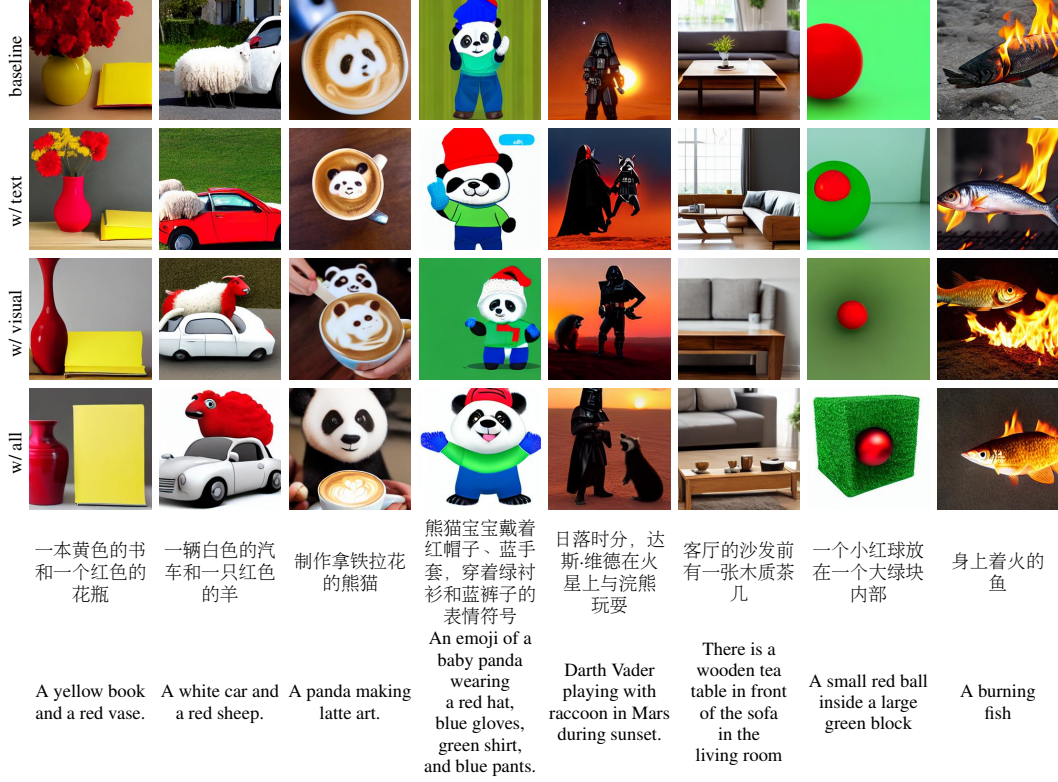 baseline
w/ text
w/ visual
w/ all
一本黄色的书
和一个红色的
花瓶
一辆白色的汽
车和一只红色
的羊
制作拿铁拉花
的熊猫
熊猫宝宝戴着
红帽子、蓝手
套，穿着绿衬
衫和蓝裤子的
表情符号
日落时分，达
斯·维德在火
星上与浣熊
玩耍
客厅的沙发前
有一张木质茶
几
一个小红球放
在一个大绿块
内部
身上着火的
鱼
A yellow book
and a red vase.
A white car and
a red sheep.
A panda making
latte art.
An emoji of a
baby panda
wearing
a red hat,
blue gloves,
green shirt,
and blue pants.
Darth Vader
playing with
raccoon in Mars
during sunset.
There is a
wooden tea
table in front
of the sofa
in the
living room
A small red ball
inside a large
green block
A burning
fish